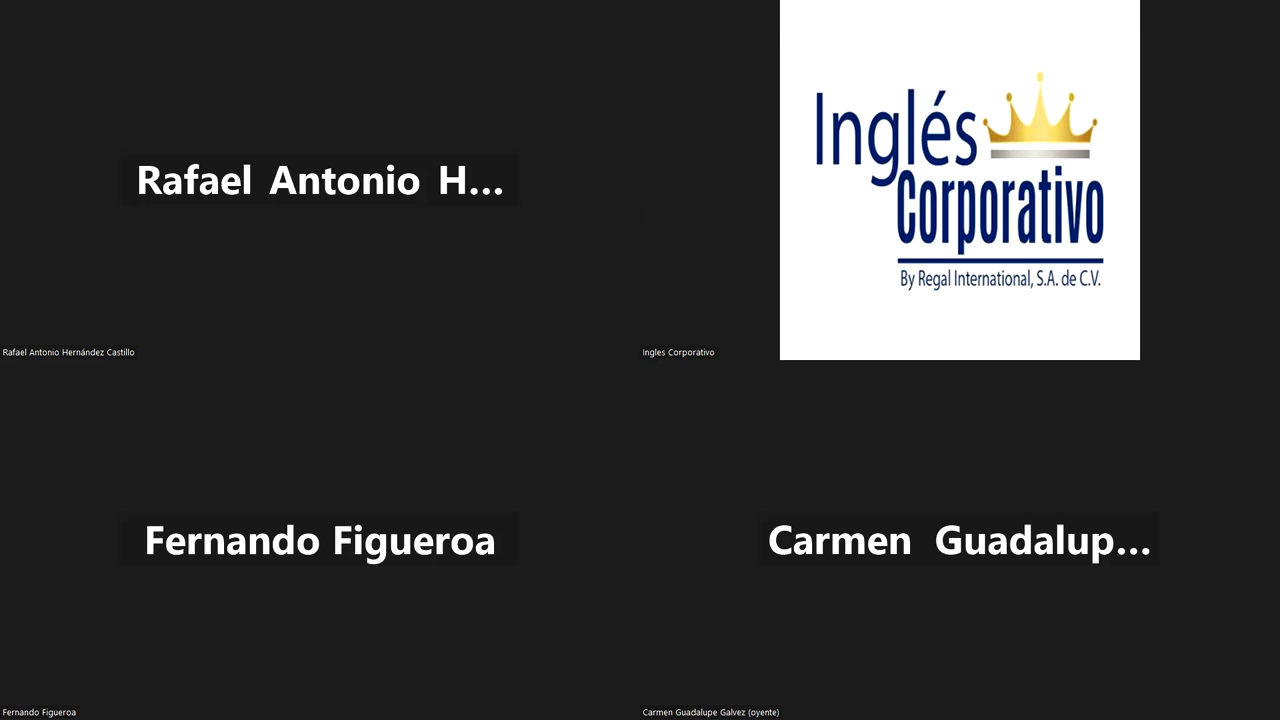 Rafael Antonio H...
Rafael Antonio Hernández Castillo
Inglés
Corporativo
By Regal International, S.A. de C.V.
Ingles Corporativo
Fernando Figueroa
Fernando Figueroa
Carmen Guadalup...
Carmen Guadalupe Galvez (oyente)